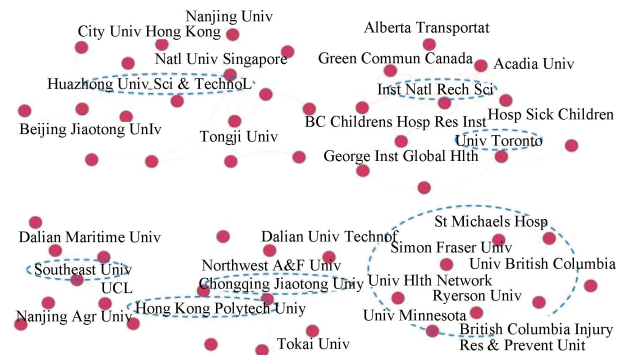 Nanjing Univ
City Univ Hong Kong
Natl Univ Singapore
Huazhong Univ Sci & TechnoL
Beijing Jiaotong UnIv
Tongji Univ
Alberta Transportat
Green Commun Canada
Acadia Univ
Inst Natl Rech Sci
Hosp Sick Children
BC Childrens Hosp Res Inst
Univ Toronto
George Inst Global Hlth
Dalian Maritime Univ
Southeast Univ
UCL
Nanjing Agr Univ
Dalian Univ Technol
Northwest A&F Univ
Chongqing Jiaotong Univ
Hong Kong Polytech Univ
Tokai Univ
St Michaels Hosp
Simon Fraser Univ
Univ British Columbia
Univ Hlth Network
Ryerson Univ
Univ Minnesota
British Columbia Injury
Res & Prevent Unit